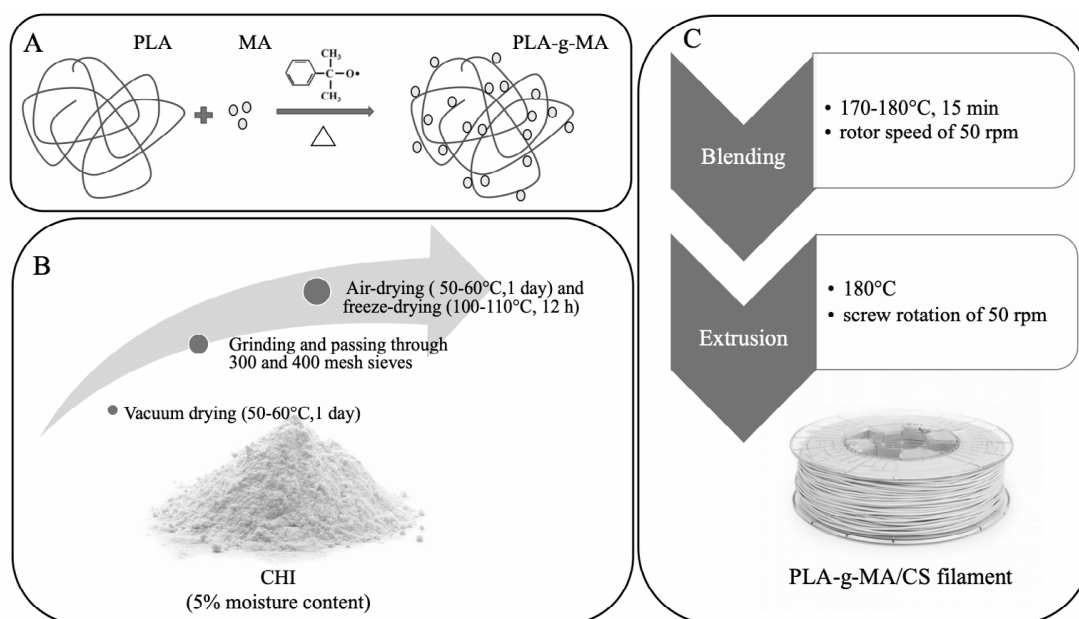 A
PLA
MA
PLA-g-MA
CH₃
C
O•
CH₃
B
Air-drying ( 50-60°C,1 day) and
freeze-drying (100-110°C, 12 h)
Grinding and passing through
300 and 400 mesh sieves
Vacuum drying (50-60°C,1 day)
CHI
(5% moisture content)
C
Blending
• 170-180°C, 15 min
• rotor speed of 50 rpm
Extrusion
• 180°C
• screw rotation of 50 rpm
PLA-g-MA/CS filament